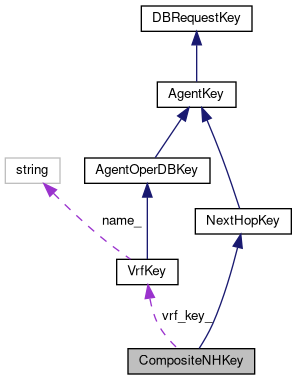 DBRequestKey
AgentKey
string
AgentOperDBKey
NextHopKey
name_
VrfKey
vrf_key_
CompositeNHKey